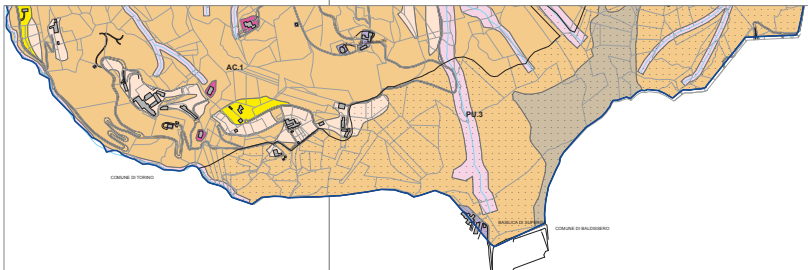 AC.1
PU.3
COMUNE DI TORINO
BASILICA DI SUPERGA
COMUNE DI BALDISSERO